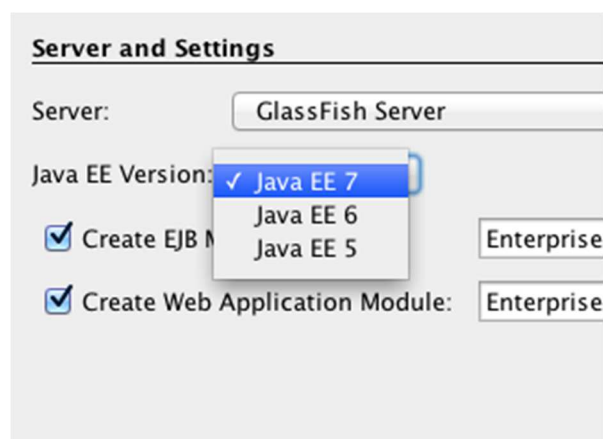 Server and Settings
Server: GlassFish Server
Java EE Version: ✓ Java EE 7
Java EE 6
Java EE 5
Create EJB Enterprise
Create Web Application Module: Enterprise